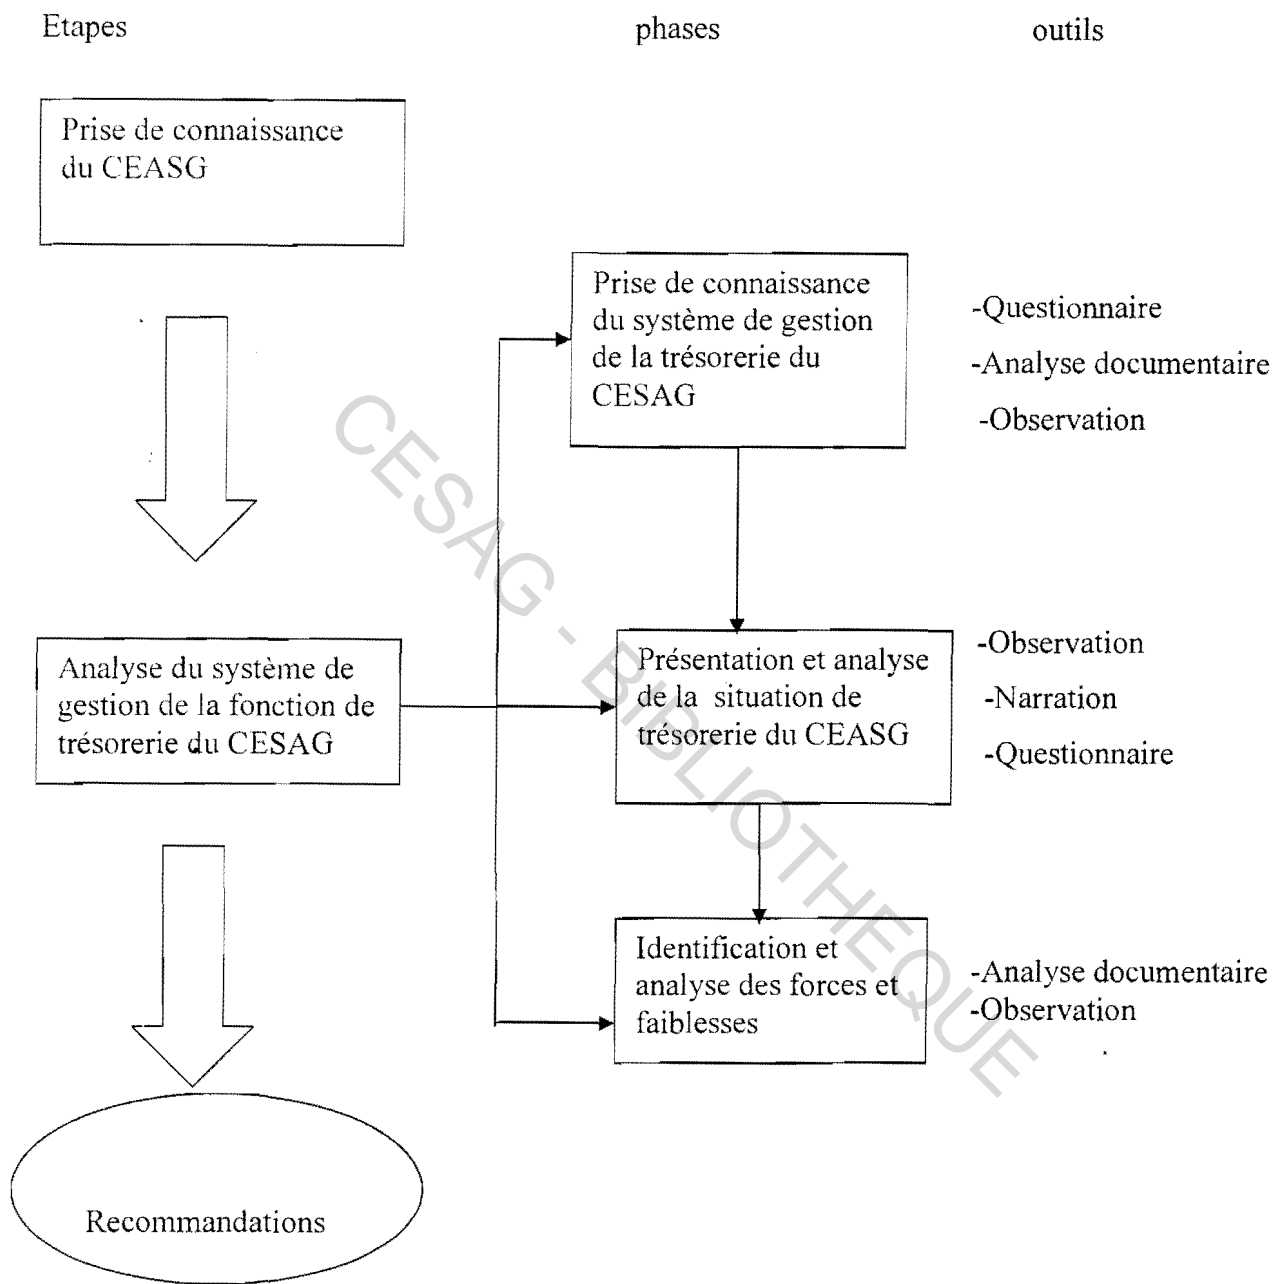 Etapes
phases
outils
Prise de connaissance
du CEASG
Prise de connaissance
du système de gestion
de la trésorerie du
CESAG
-Questionnaire
-Analyse documentaire
-Observation
Analyse du système de
gestion de la fonction de
trésorerie du CESAG
Présentation et analyse
de la situation de
trésorerie du CEASG
-Observation
-Narration
-Questionnaire
Identification et
analyse des forces et
faiblesses
-Analyse documentaire
-Observation
Recommandations
CESAG - BIBLIOTHEQUE